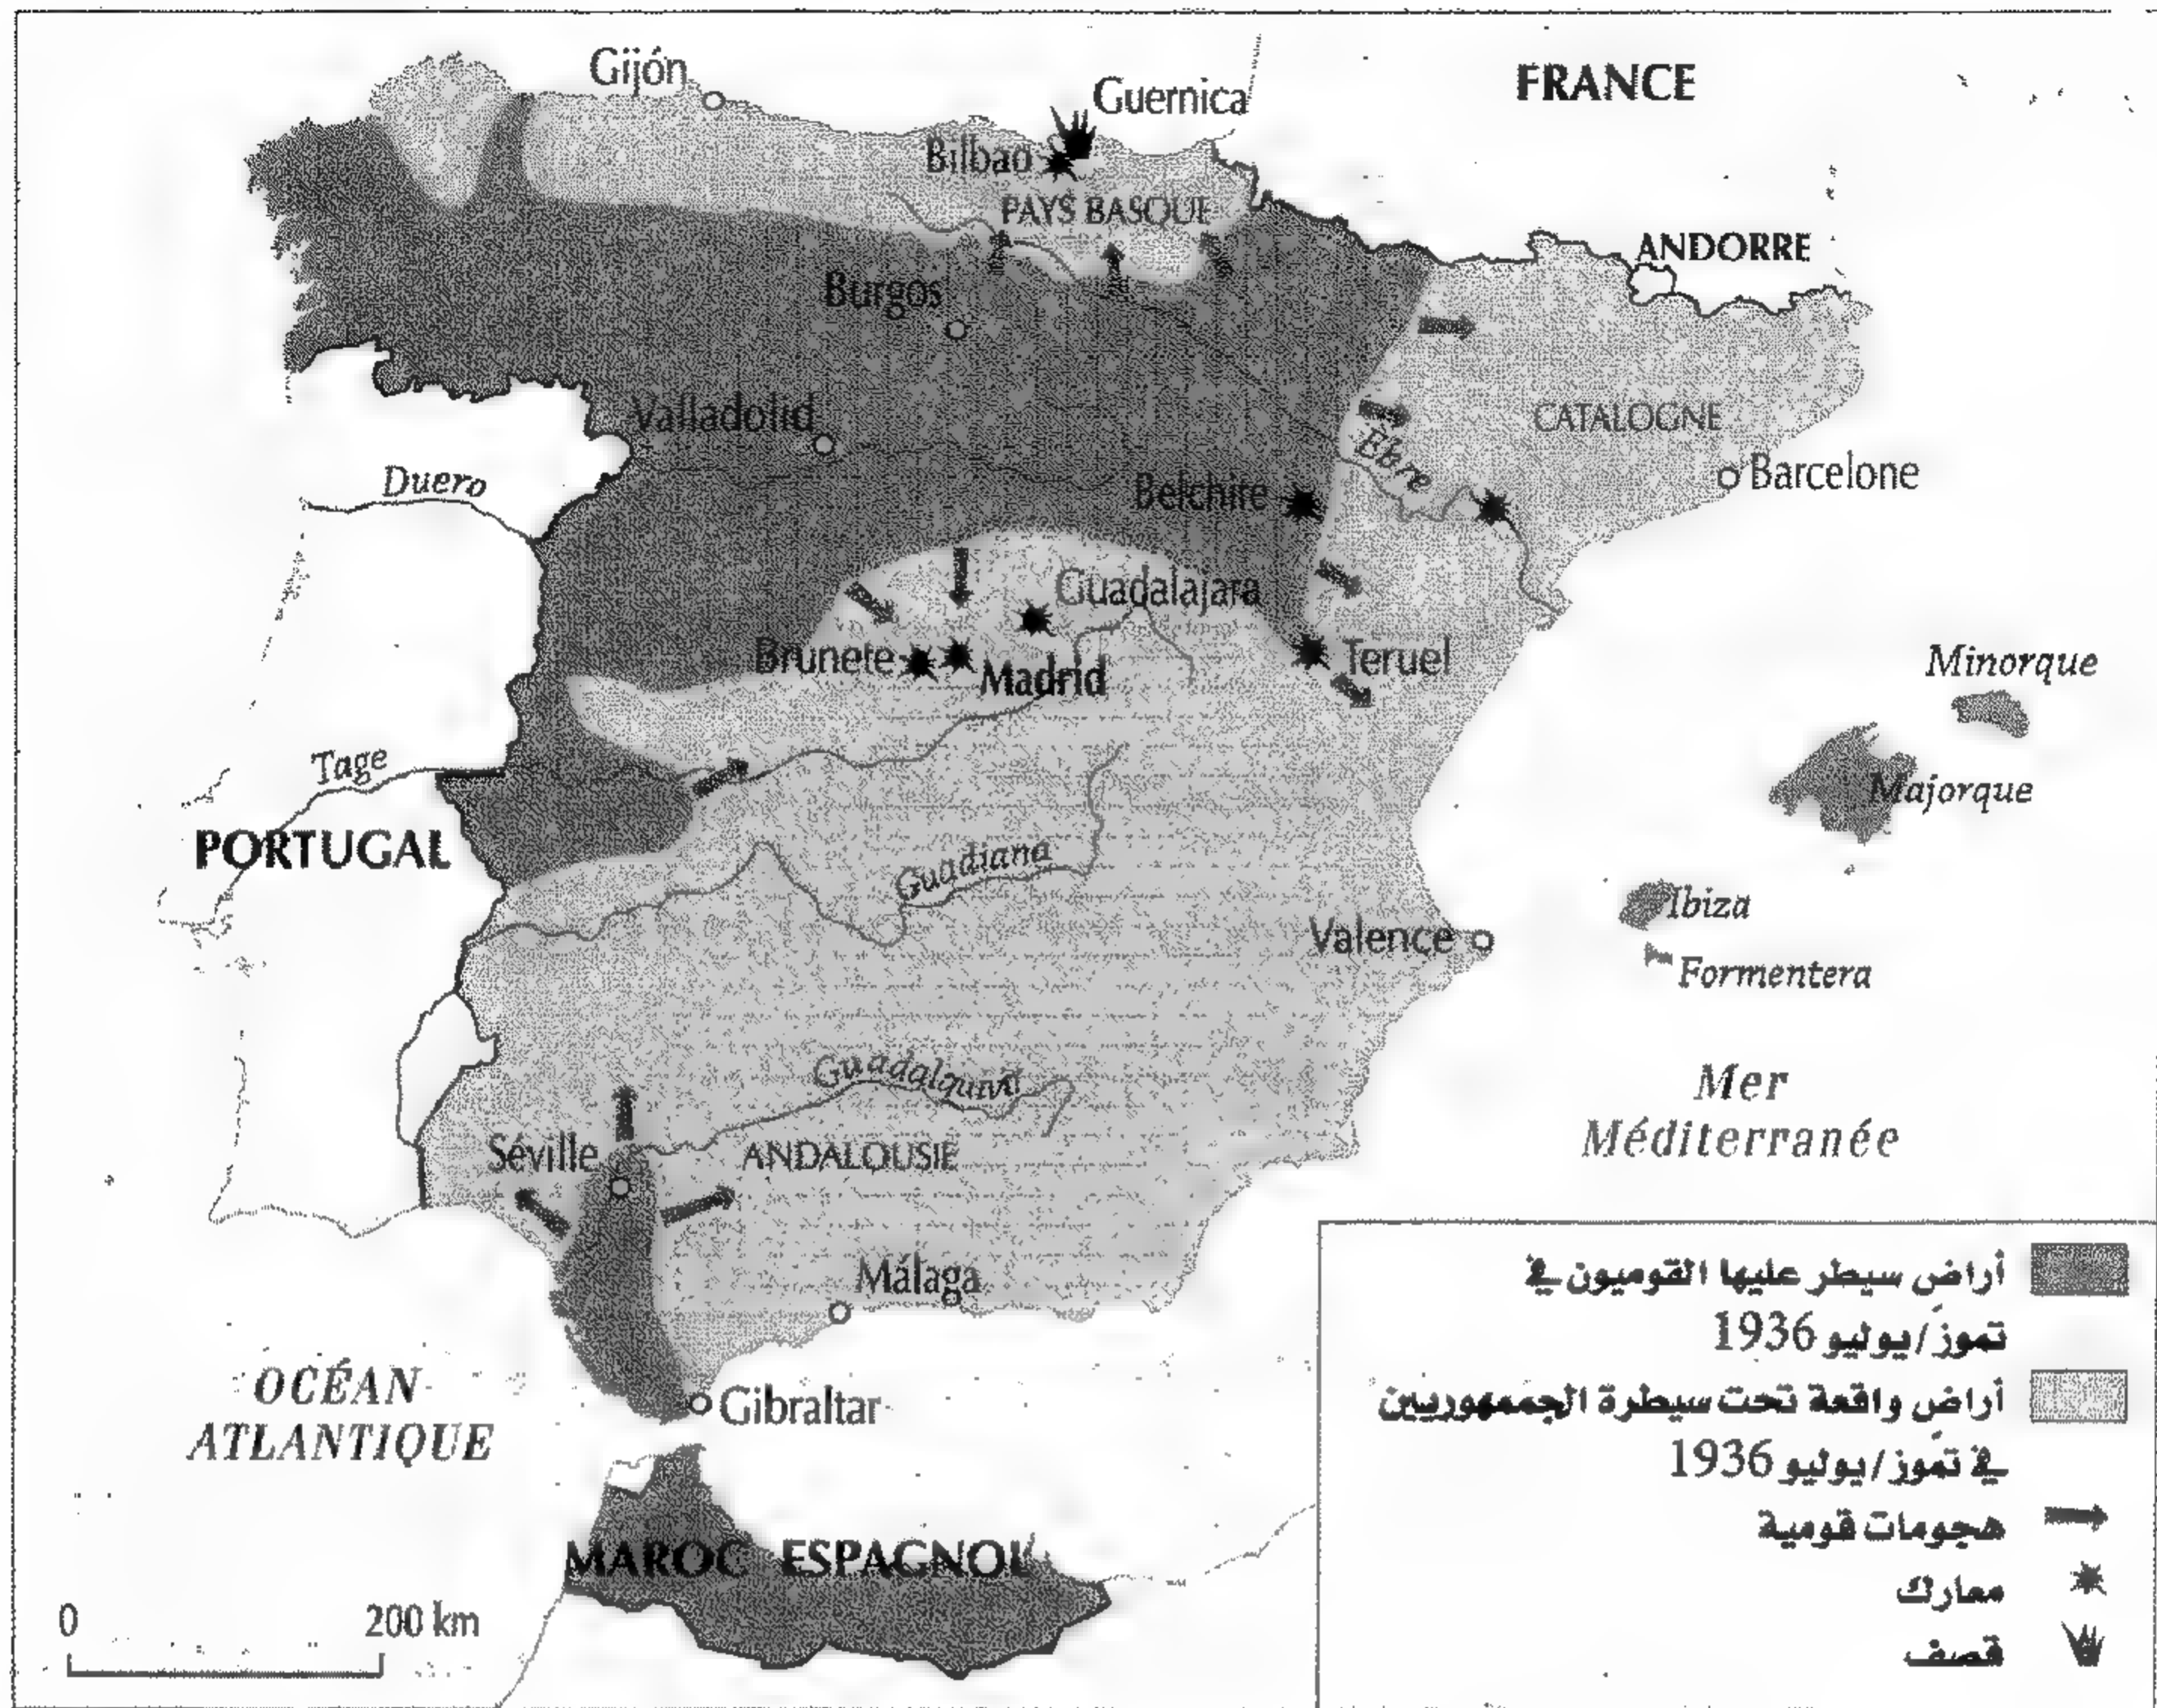 Gijón
Guernica
FRANCE
Bilbao
PAYS BASQUE
ANDORRE
Burgos
Valladolid
CATALOGNE
Èbre
Barcelone
Duero
Belchite
Guadalajara
Brunete
Madrid
Teruel
Minorque
Tage
Majorque
PORTUGAL
Guadiana
Ibiza
Valence
Formentera
Guadalquivil
Mer
Méditerranée
Séville
ANDALOUSIE
Málaga
OCÉAN
ATLANTIQUE
Gibraltar
MAROC ESPAGNOL
0 200 km
أراضٍ سيطر عليها القوميون في
تموز/يوليو 1936
أراضٍ واقعة تحت سيطرة الجمهوريين
في تموز/يوليو 1936
هجومات قومية
معارك
قصف